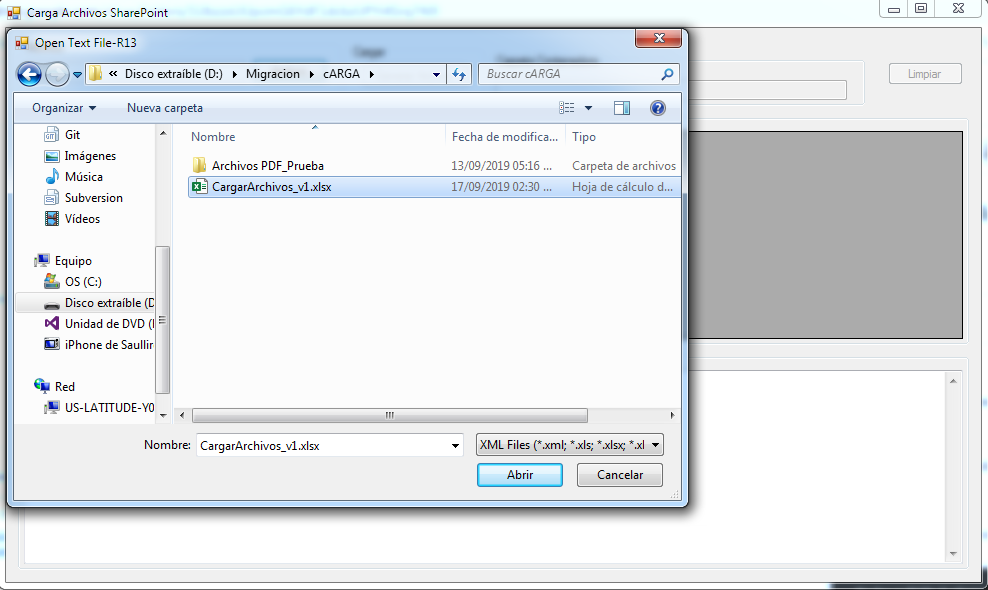 Carga Archivos SharePoint
Open Text File-R13
« Disco extraíble (D:) Migracion cARGA
Buscar cARGA
Limpiar
Organizar
Nueva carpeta
Git
Imágenes
Música
Subversion
Vídeos
Equipo
OS (C:)
Disco extraíble (D
Unidad de DVD (
iPhone de Saullir
Red
US-LATITUDE-Y0
Nombre Fecha de modifica... Tipo
Archivos PDF_Prueba 13/09/2019 05:16 ... Carpeta de archivos
CargarArchivos_v1.xlsx 17/09/2019 02:30 ... Hoja de cálculo d...
Nombre: CargarArchivos_v1.xlsx XML Files (*.xml; *.xls; *.xlsx; *.xl
Abrir Cancelar